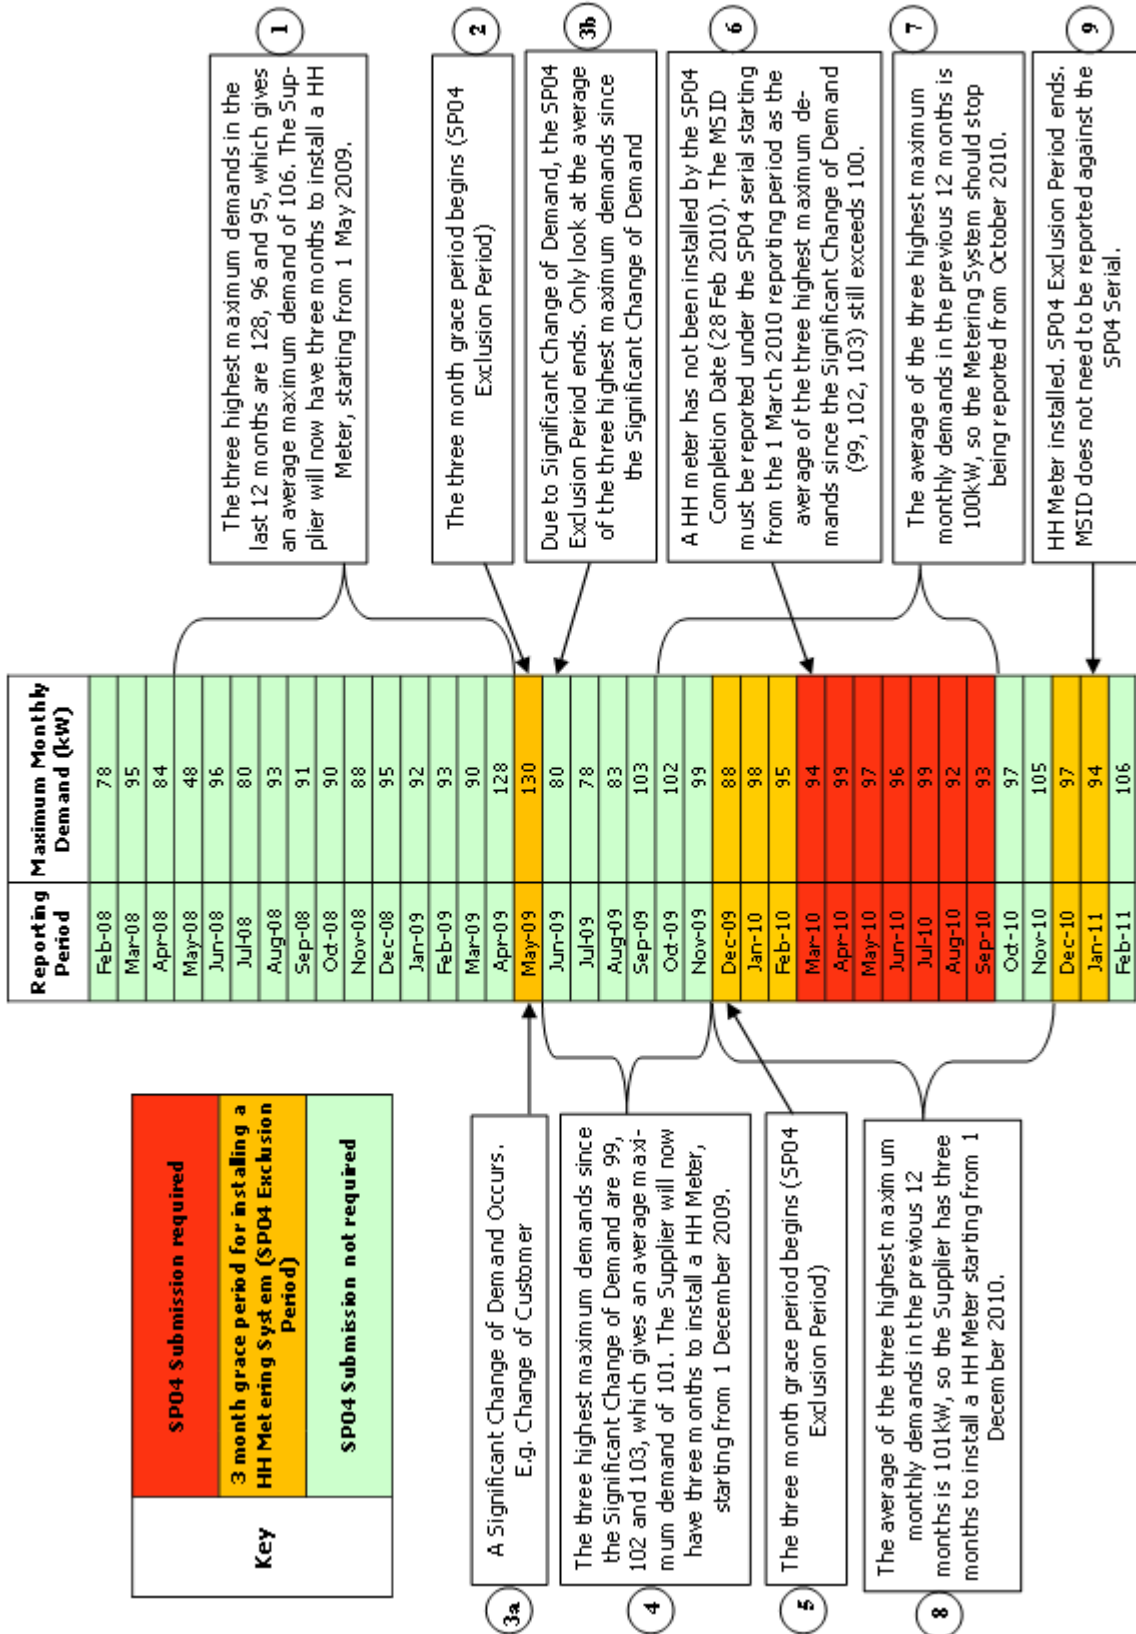 1
The three highest maximum demands in the
last 12 months are 128, 96 and 95, which gives
an average maximum demand of 106. The Sup-
plier will now have three months to install a HH
Meter, starting from 1 May 2009.
2
The three month grace period begins (SP04
Exclusion Period)
3b
Due to Significant Change of Demand, the SP04
Exclusion Period ends. Only look at the average
of the three highest maximum demands since
the Significant Change of Demand
6
A HH meter has not been installed by the SP04
Completion Date (28 Feb 2010). The MSID
must be reported under the SP04 serial starting
from the 1 March 2010 reporting period as the
average of the three highest maximum de-
mands since the Significant Change of Demand
(99, 102, 103) still exceeds 100.
7
The average of the three highest maximum
monthly demands in the previous 12 months is
100kW, so the Metering System should stop
being reported from October 2010.
9
HH Meter installed. SP04 Exclusion Period ends.
MSID does not need to be reported against the
SP04 Serial.
Reporting Period Maximum Monthly Demand (kW)
Feb-08 78
Mar-08 95
Apr-08 84
May-08 48
Jun-08 96
Jul-08 80
Aug-08 93
Sep-08 91
Oct-08 90
Nov-08 88
Dec-08 95
Jan-09 92
Feb-09 93
Mar-09 90
Apr-09 128
May-09 130
Jun-09 80
Jul-09 78
Aug-09 83
Sep-09 103
Oct-09 102
Nov-09 99
Dec-09 88
Jan-10 98
Feb-10 95
Mar-10 94
Apr-10 99
May-10 97
Jun-10 96
Jul-10 99
Aug-10 92
Sep-10 93
Oct-10 97
Nov-10 105
Dec-10 97
Jan-11 94
Feb-11 106
Key
SP04 Submission required
3 month grace period for installing a
HH Metering System (SP04 Exclusion
Period)
SP04 Submission not required
3a
A Significant Change of Demand Occurs.
E.g. Change of Customer
4
The three highest maximum demands since
the Significant Change of Demand are 99,
102 and 103, which gives an average maxi-
mum demand of 101. The Supplier will now
have three months to install a HH Meter,
starting from 1 December 2009.
5
The three month grace period begins (SP04
Exclusion Period)
8
The average of the three highest maximum
monthly demands in the previous 12
months is 101kW, so the Supplier has three
months to install a HH Meter starting from 1
December 2010.